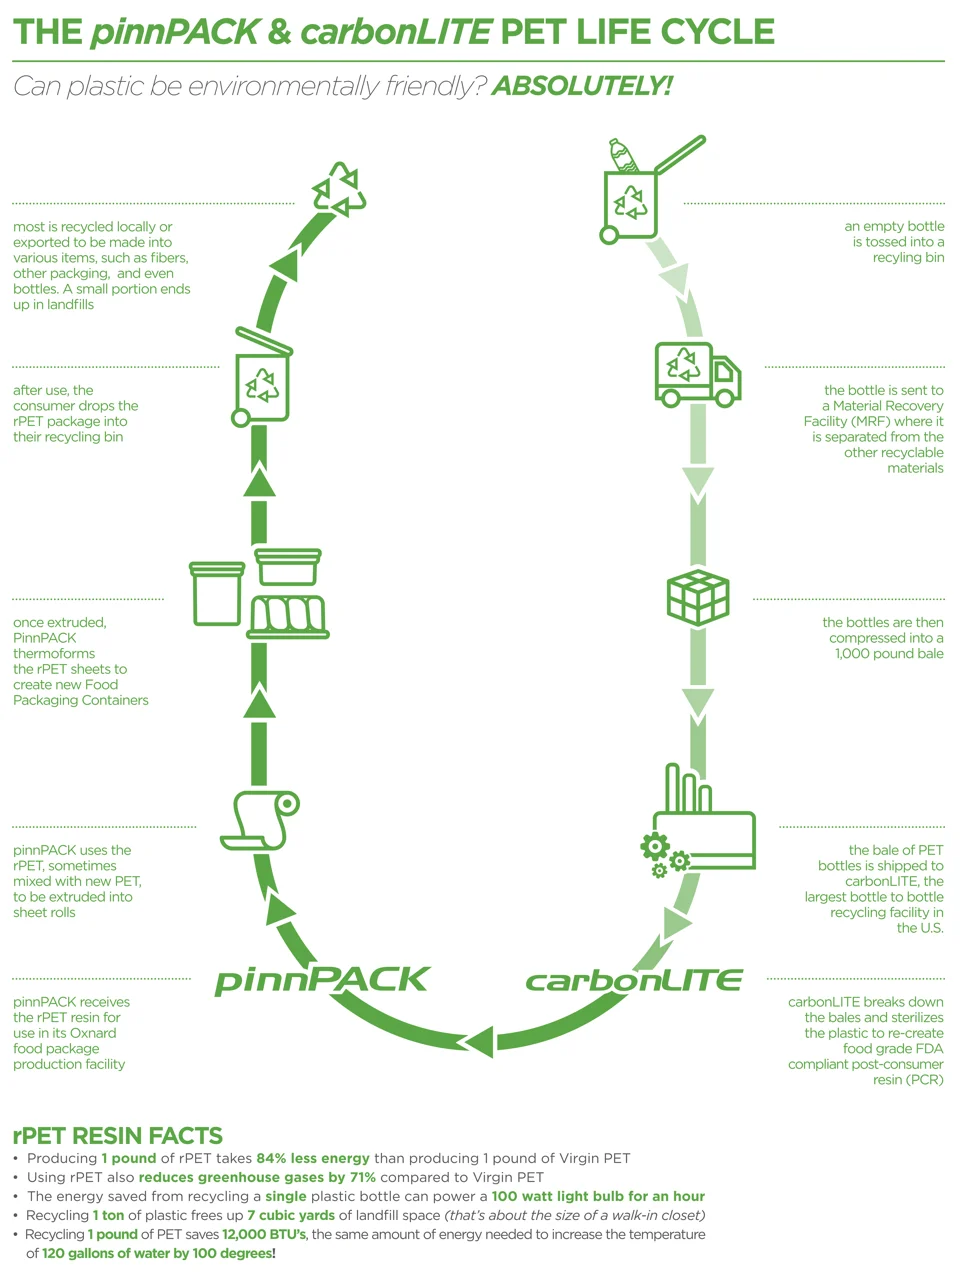 THE pinnPACK & carbonLITE PET LIFE CYCLE
Can plastic be environmentally friendly? ABSOLUTELY!
an empty bottle
is tossed into a
recyling bin
the bottle is sent to
a Material Recovery
Facility (MRF) where it
is separated from the
other recyclable
materials
the bottles are then
compressed into a
1,000 pound bale
the bale of PET
bottles is shipped to
carbonLITE, the
largest bottle to bottle
recycling facility in
the U.S.
carbonLITE
carbonLITE breaks down
the bales and sterilizes
the plastic to re-create
food grade FDA
compliant post-consumer
resin (PCR)
pinnPACK
pinnPACK receives
the rPET resin for
use in its Oxnard
food package
production facility
pinnPACK uses the
rPET, sometimes
mixed with new PET,
to be extruded into
sheet rolls
once extruded,
PinnPACK
thermoforms
the rPET sheets to
create new Food
Packaging Containers
after use, the
consumer drops the
rPET package into
their recycling bin
most is recycled locally or
exported to be made into
various items, such as fibers,
other packging, and even
bottles. A small portion ends
up in landfills
rPET RESIN FACTS
• Producing 1 pound of rPET takes 84% less energy than producing 1 pound of Virgin PET
• Using rPET also reduces greenhouse gases by 71% compared to Virgin PET
• The energy saved from recycling a single plastic bottle can power a 100 watt light bulb for an hour
• Recycling 1 ton of plastic frees up 7 cubic yards of landfill space (that's about the size of a walk-in closet)
• Recycling 1 pound of PET saves 12,000 BTU's, the same amount of energy needed to increase the temperature
of 120 gallons of water by 100 degrees!